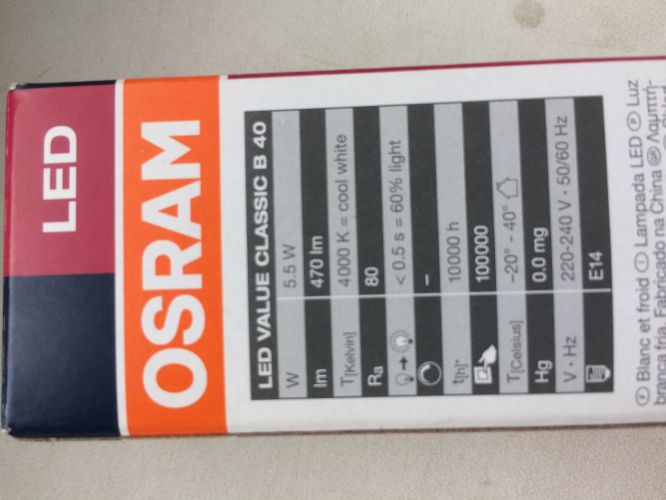 LED
OSRAM
LED VALUE CLASSIC B 40
W 5.5 W
lm 470 lm
T[Kelvin] 4000 K = cool white
Ra 80
< 0.5 s = 60% light
–
t[h]* 10000 h
100000
T[Celsius] –20° - 40°
Hg 0.0 mg
V · Hz 220-240 V · 50/60 Hz
E14
Ⓕ Blanc et froid Ⓘ Lampada LED Ⓟ Luz
branca fria. Fabricado na China GR Λαμπτή-